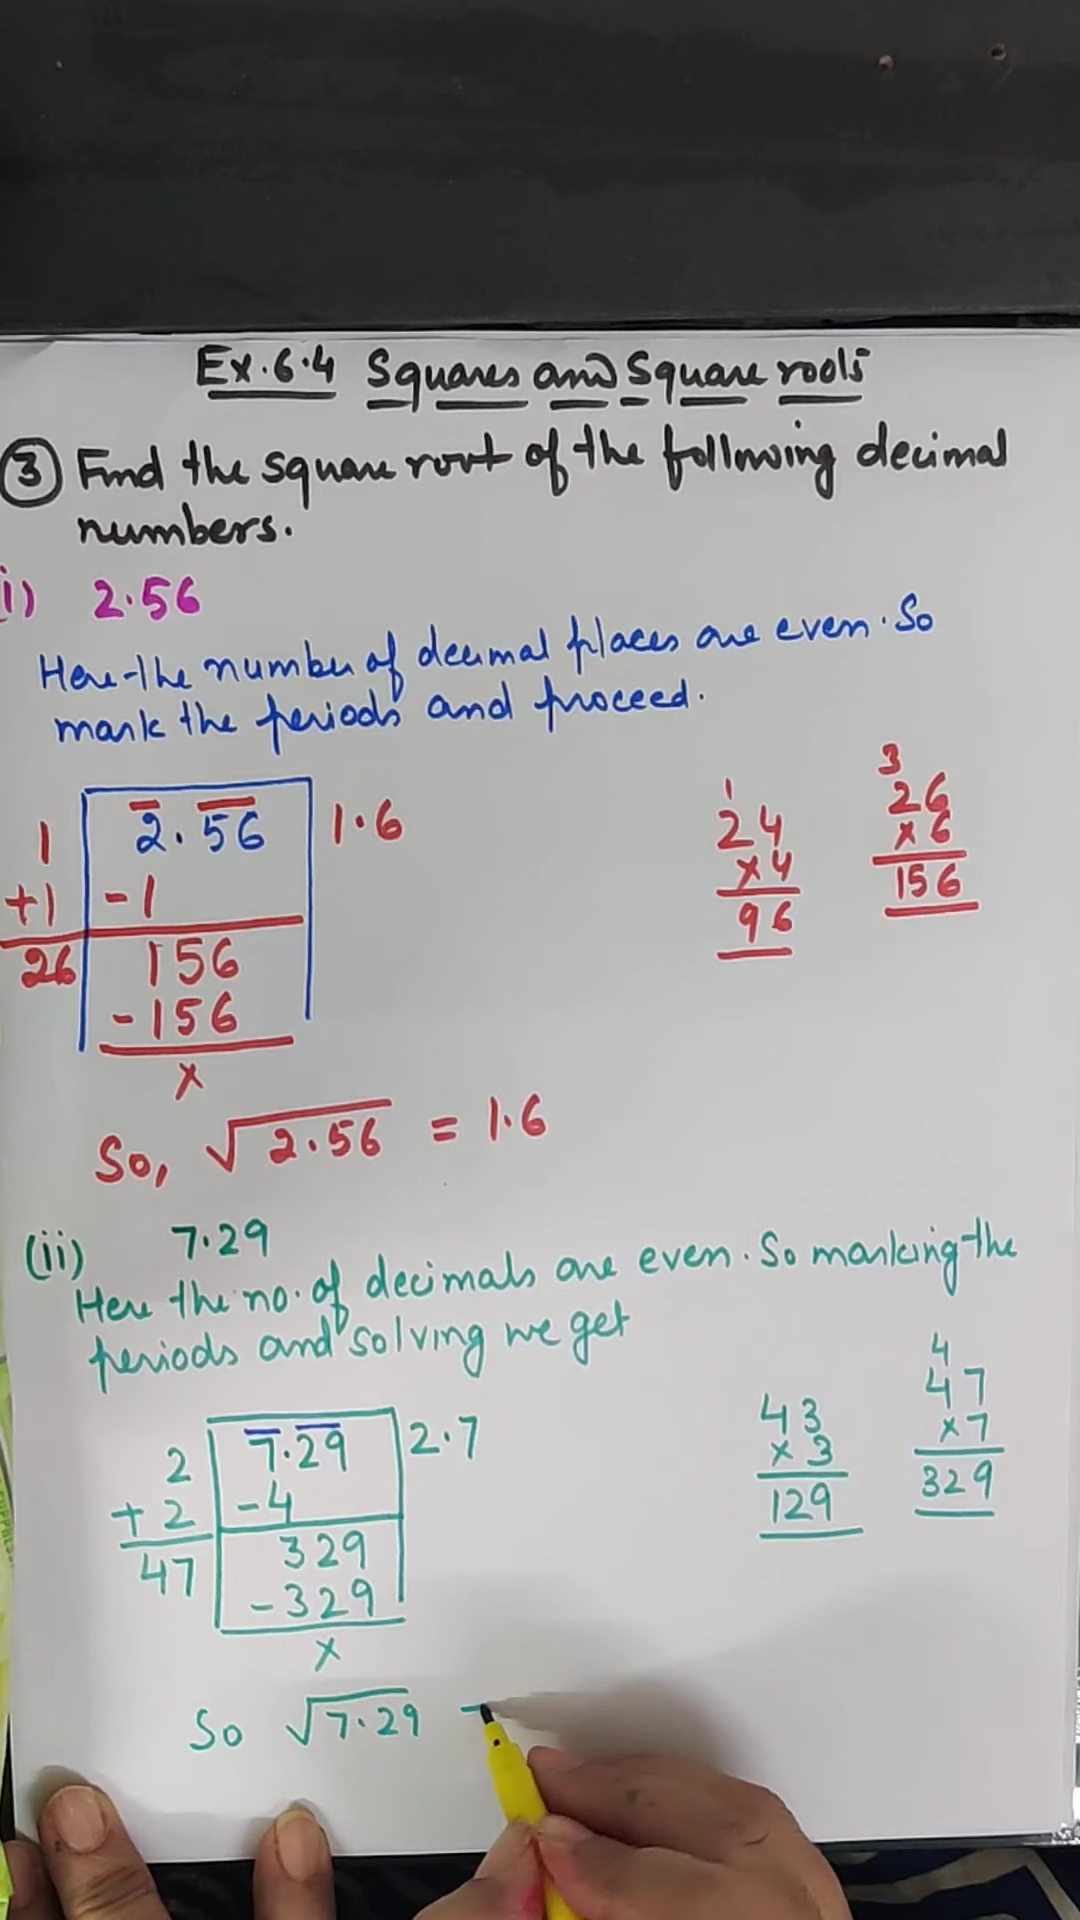 Ex.6.4 Squares and Square roots
③ Find the square root of the following decimal
numbers.
(i) 2.56
Here the number of decimal places are even. So
mark the periods and proceed.
1 2.56 1.6
+1 -1
26 156
-156
x
1
24
x4
96
3
26
x6
156
So, √2.56 = 1.6
(ii) 7.29
Here the no. of decimals are even. So marking the
periods and solving we get
2 7.29 2.7
+2 -4
47 329
-329
x
43
x3
129
4
47
x7
329
So √7.29